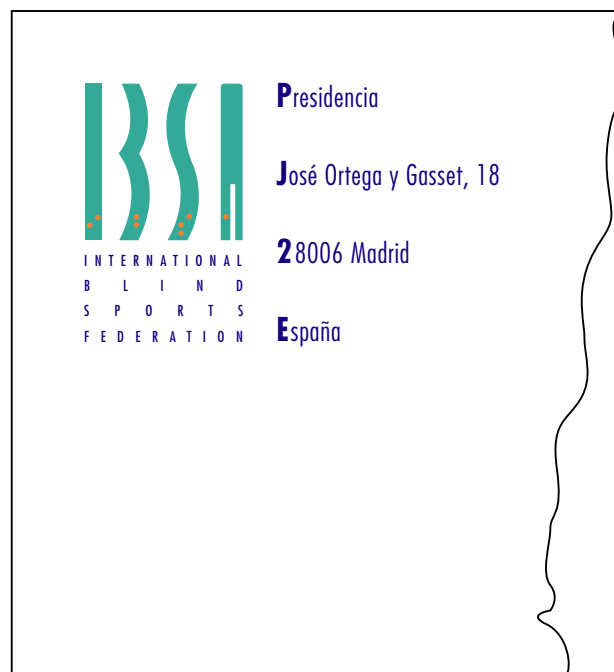 IBSA
INTERNATIONAL
BLIND
SPORTS
FEDERATION
Presidencia
José Ortega y Gasset, 18
28006 Madrid
España